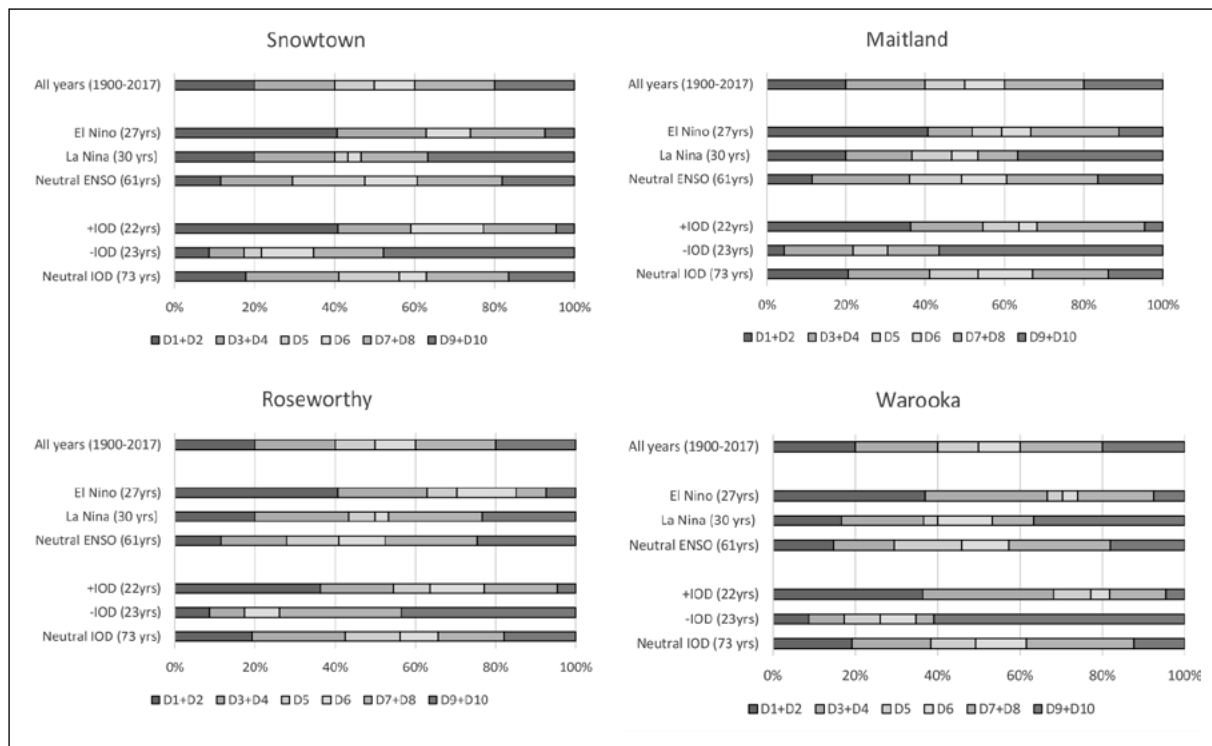 Snowtown
All years (1900-2017)
El Nino (27yrs)
La Nina (30 yrs)
Neutral ENSO (61yrs)
+IOD (22yrs)
-IOD (23yrs)
Neutral IOD (73 yrs)
0% 20% 40% 60% 80% 100%
D1+D2 D3+D4 D5 D6 D7+D8 D9+D10
Maitland
All years (1900-2017)
El Nino (27yrs)
La Nina (30 yrs)
Neutral ENSO (61yrs)
+IOD (22yrs)
-IOD (23yrs)
Neutral IOD (73 yrs)
0% 20% 40% 60% 80% 100%
D1+D2 D3+D4 D5 D6 D7+D8 D9+D10
Roseworthy
All years (1900-2017)
El Nino (27yrs)
La Nina (30 yrs)
Neutral ENSO (61yrs)
+IOD (22yrs)
-IOD (23yrs)
Neutral IOD (73 yrs)
0% 20% 40% 60% 80% 100%
D1+D2 D3+D4 D5 D6 D7+D8 D9+D10
Warooka
All years (1900-2017)
El Nino (27yrs)
La Nina (30 yrs)
Neutral ENSO (61yrs)
+IOD (22yrs)
-IOD (23yrs)
Neutral IOD (73 yrs)
0% 20% 40% 60% 80% 100%
D1+D2 D3+D4 D5 D6 D7+D8 D9+D10